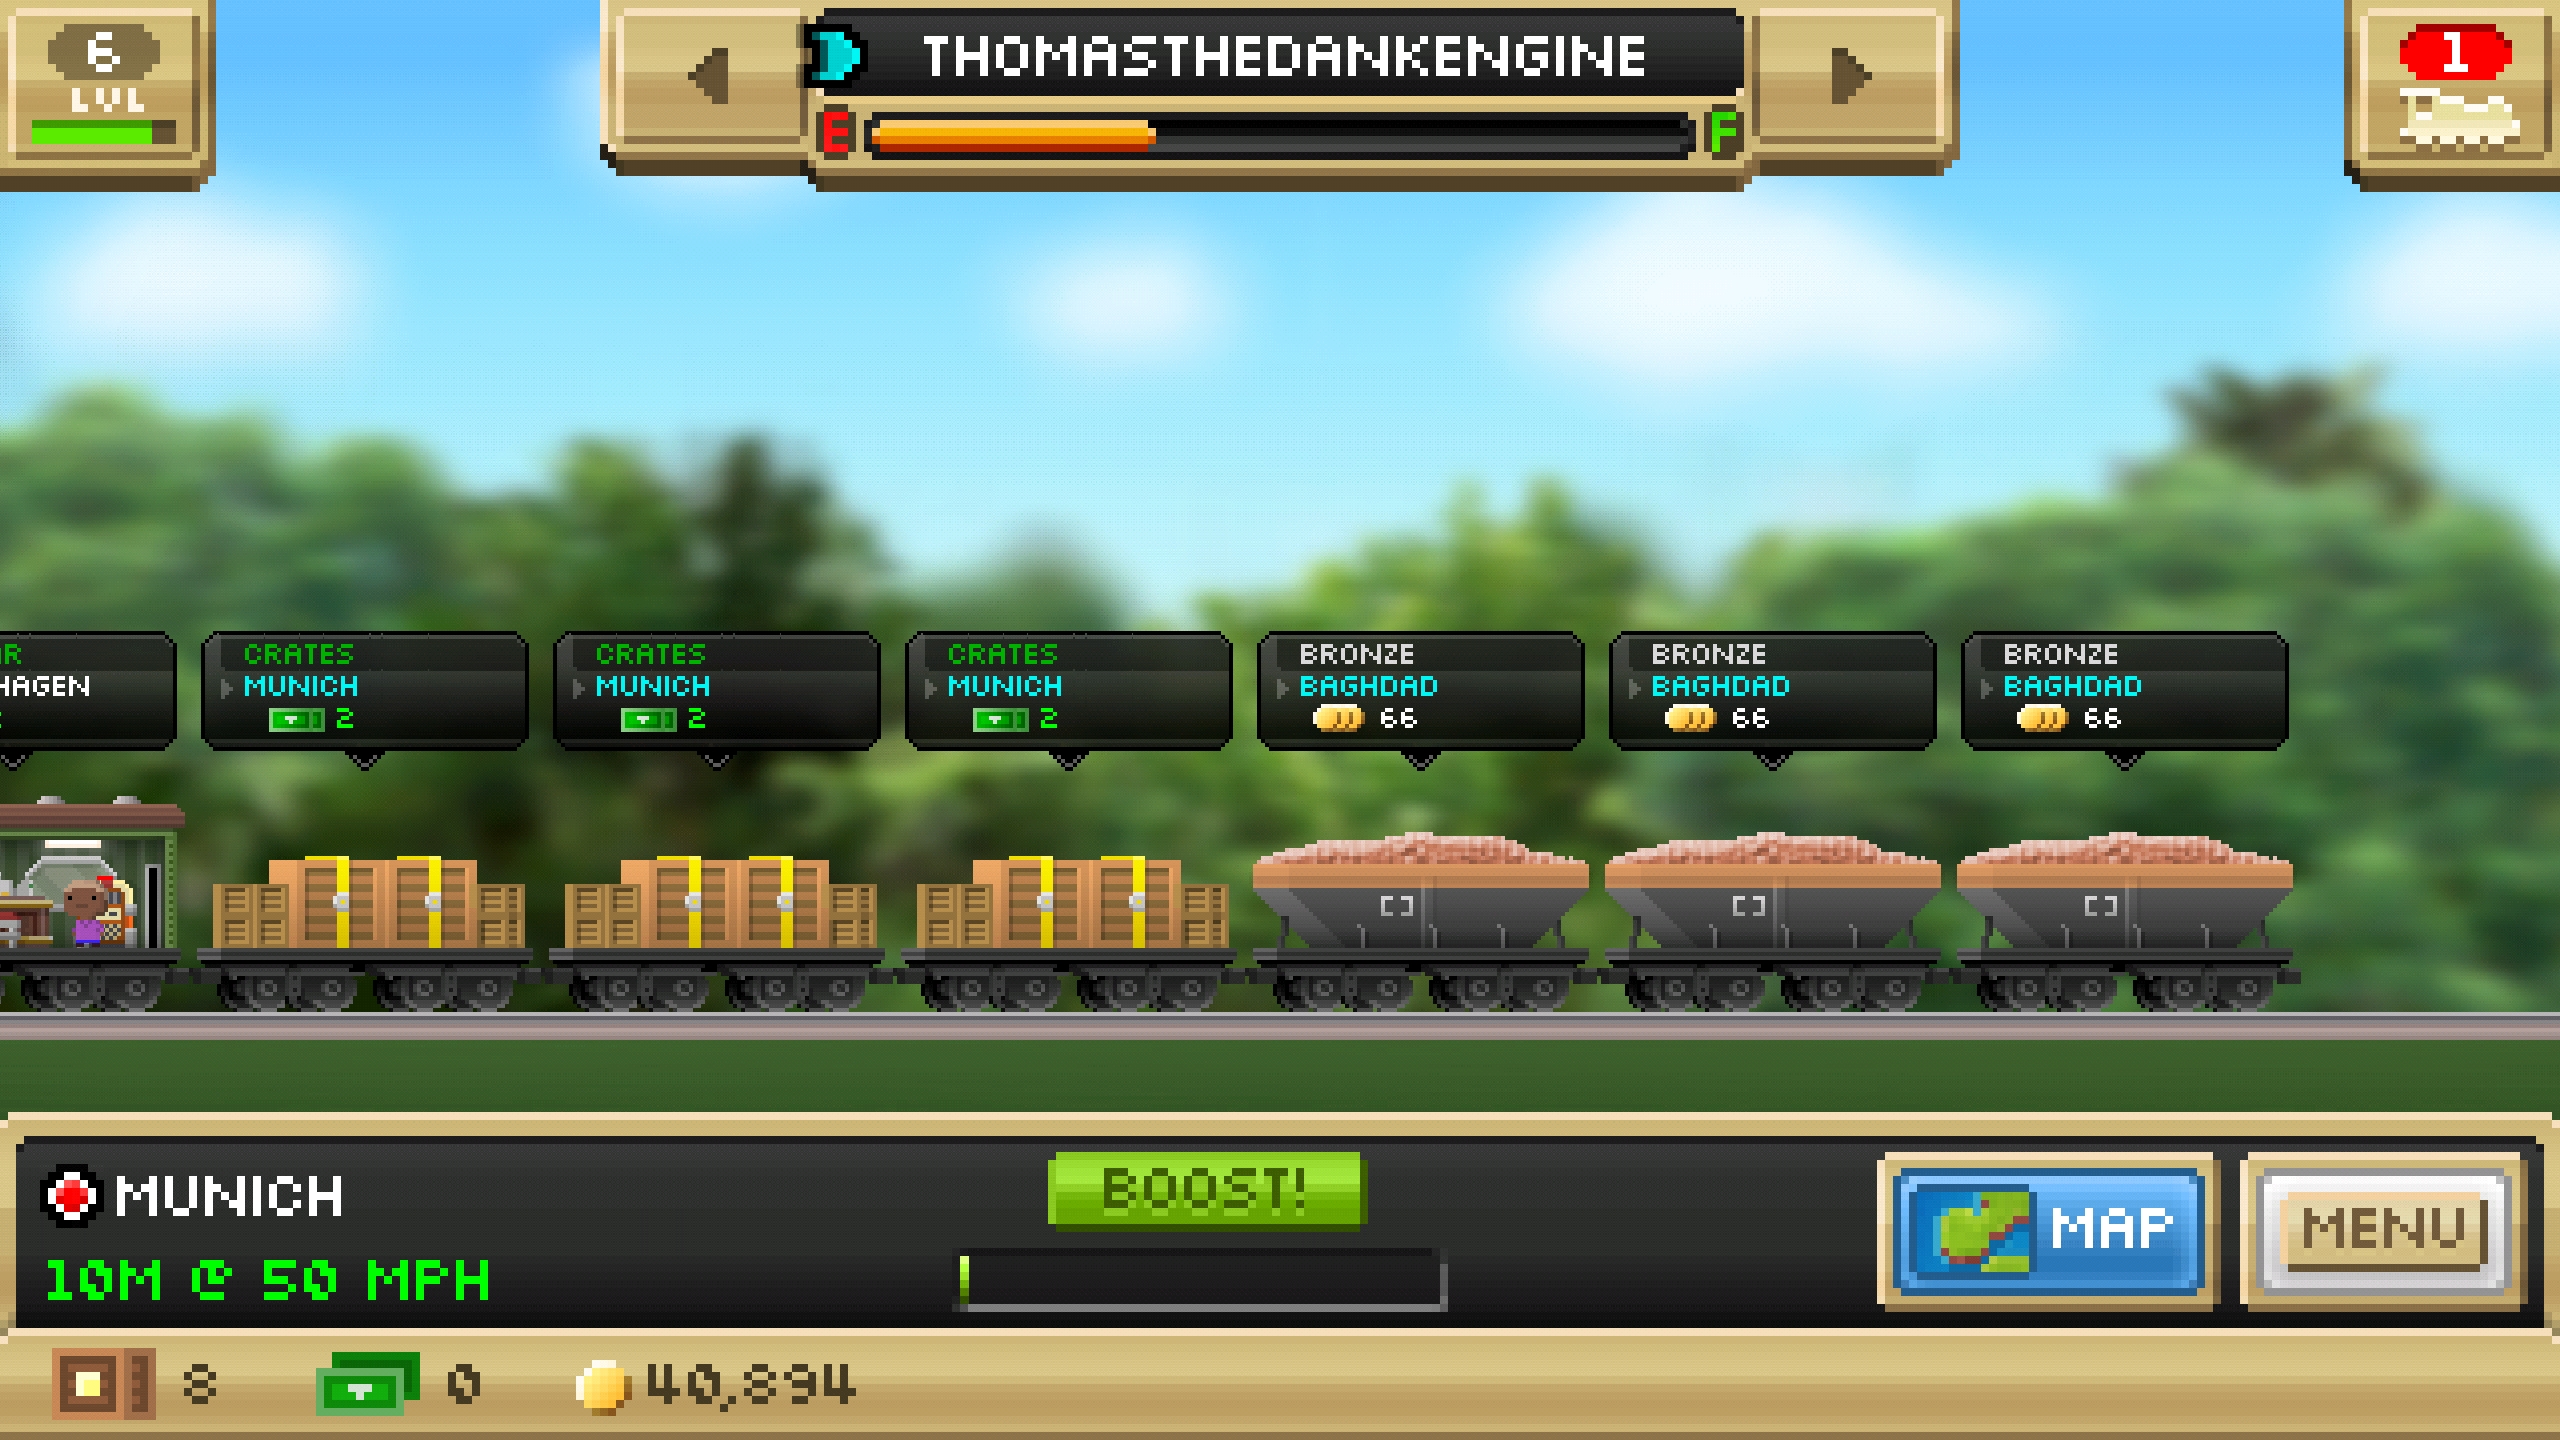 6
LVL
THOMASTHEDANKENGINE
E F
1
AR
HAGEN
CRATES
MUNICH
2
CRATES
MUNICH
2
CRATES
MUNICH
2
BRONZE
BAGHDAD
66
BRONZE
BAGHDAD
66
BRONZE
BAGHDAD
66
MUNICH
10M @ 50 MPH
BOOST!
MAP
MENU
8
0
40,894